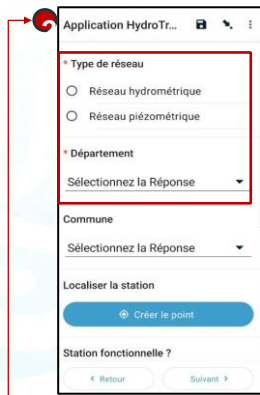 Application HydroTr...
* Type de réseau
Réseau hydrométrique
Réseau piézométrique
* Département
Sélectionnez la Réponse
Commune
Sélectionnez la Réponse
Localiser la station
Créer le point
Station fonctionnelle ?
< Retour
Suivant >